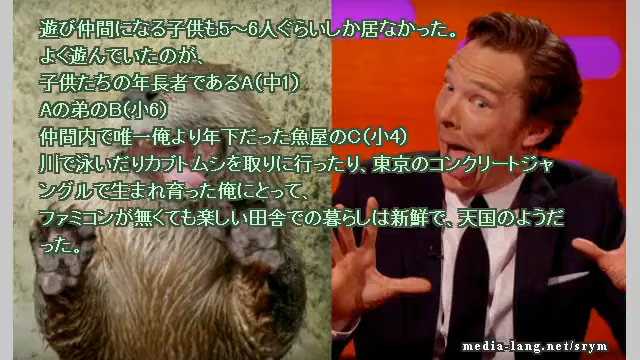 遊び仲間になる子供も5～6人ぐらいしか居なかった。
よく遊んでいたのが、
子供たちの年長者であるA(中1)
Aの弟のB(小6)
仲間内で唯一俺より年下だった魚屋のC(小4)
川で泳いだりカブトムシを取りに行ったり、東京のコンクリートジャ
ングルで生まれ育った俺にとって、
ファミコンが無くても楽しい田舎での暮らしは新鮮で、天国のようだ
った。
media-lang.net/srym